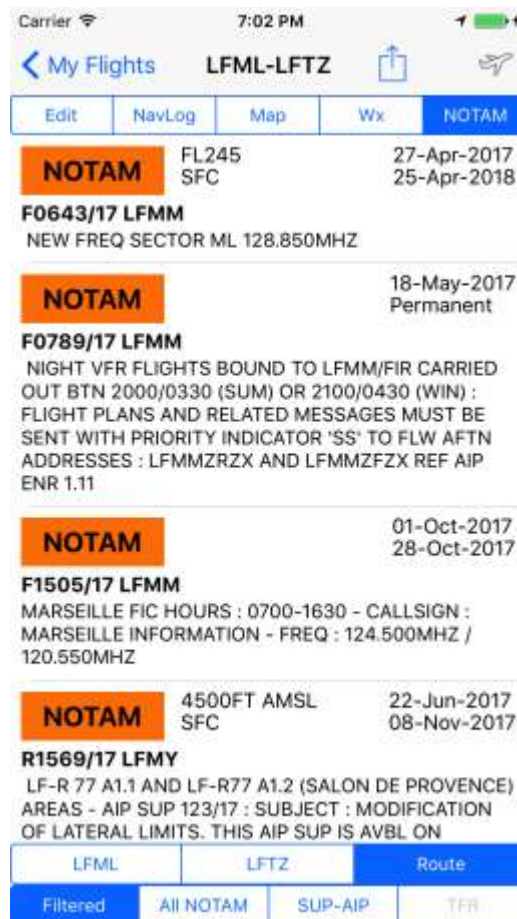 Carrier 7:02 PM
My Flights LFML-LFTZ
Edit NavLog Map Wx NOTAM
NOTAM FL245 27-Apr-2017
SFC 25-Apr-2018
F0643/17 LFMM
NEW FREQ SECTOR ML 128.850MHZ
NOTAM 18-May-2017
Permanent
F0789/17 LFMM
NIGHT VFR FLIGHTS BOUND TO LFMM/FIR CARRIED
OUT BTN 2000/0330 (SUM) OR 2100/0430 (WIN) :
FLIGHT PLANS AND RELATED MESSAGES MUST BE
SENT WITH PRIORITY INDICATOR 'SS' TO FLW AFTN
ADDRESSES : LFMMZRZX AND LFMMZFZX REF AIP
ENR 1.11
NOTAM 01-Oct-2017
28-Oct-2017
F1505/17 LFMM
MARSEILLE FIC HOURS : 0700-1630 - CALLSIGN :
MARSEILLE INFORMATION - FREQ : 124.500MHZ /
120.550MHZ
NOTAM 4500FT AMSL 22-Jun-2017
SFC 08-Nov-2017
R1569/17 LFMY
LF-R 77 A1.1 AND LF-R77 A1.2 (SALON DE PROVENCE)
AREAS - AIP SUP 123/17 : SUBJECT : MODIFICATION
OF LATERAL LIMITS. THIS AIP SUP IS AVBL ON
LFML LFTZ Route
Filtered All NOTAM SUP-AIP TFR